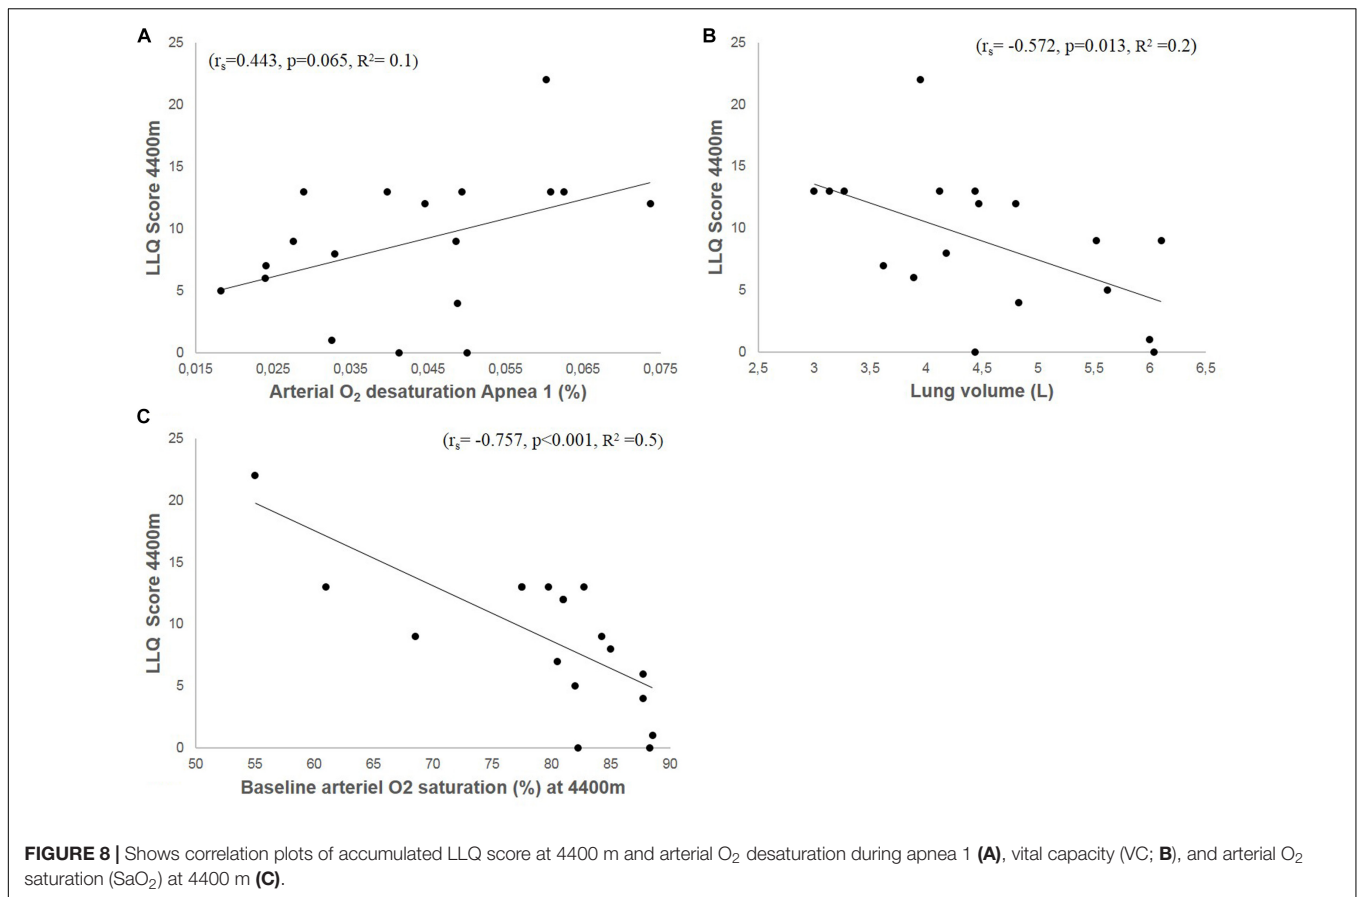 A
(rs=0.443, p=0.065, R²= 0.1)
LLQ Score 4400m
25
20
15
10
5
0
0,015 0,025 0,035 0,045 0,055 0,065 0,075
Arterial O2 desaturation Apnea 1 (%)
B
(rs= -0.572, p=0.013, R² =0.2)
LLQ Score 4400m
25
20
15
10
5
0
2,5 3 3,5 4 4,5 5 5,5 6 6,5
Lung volume (L)
C
(rs= -0.757, p<0.001, R² =0.5)
LLQ Score 4400m
25
20
15
10
5
0
50 55 60 65 70 75 80 85 90
Baseline arteriel O2 saturation (%) at 4400m
FIGURE 8 | Shows correlation plots of accumulated LLQ score at 4400 m and arterial O2 desaturation during apnea 1 (A), vital capacity (VC; B), and arterial O2
saturation (SaO2) at 4400 m (C).